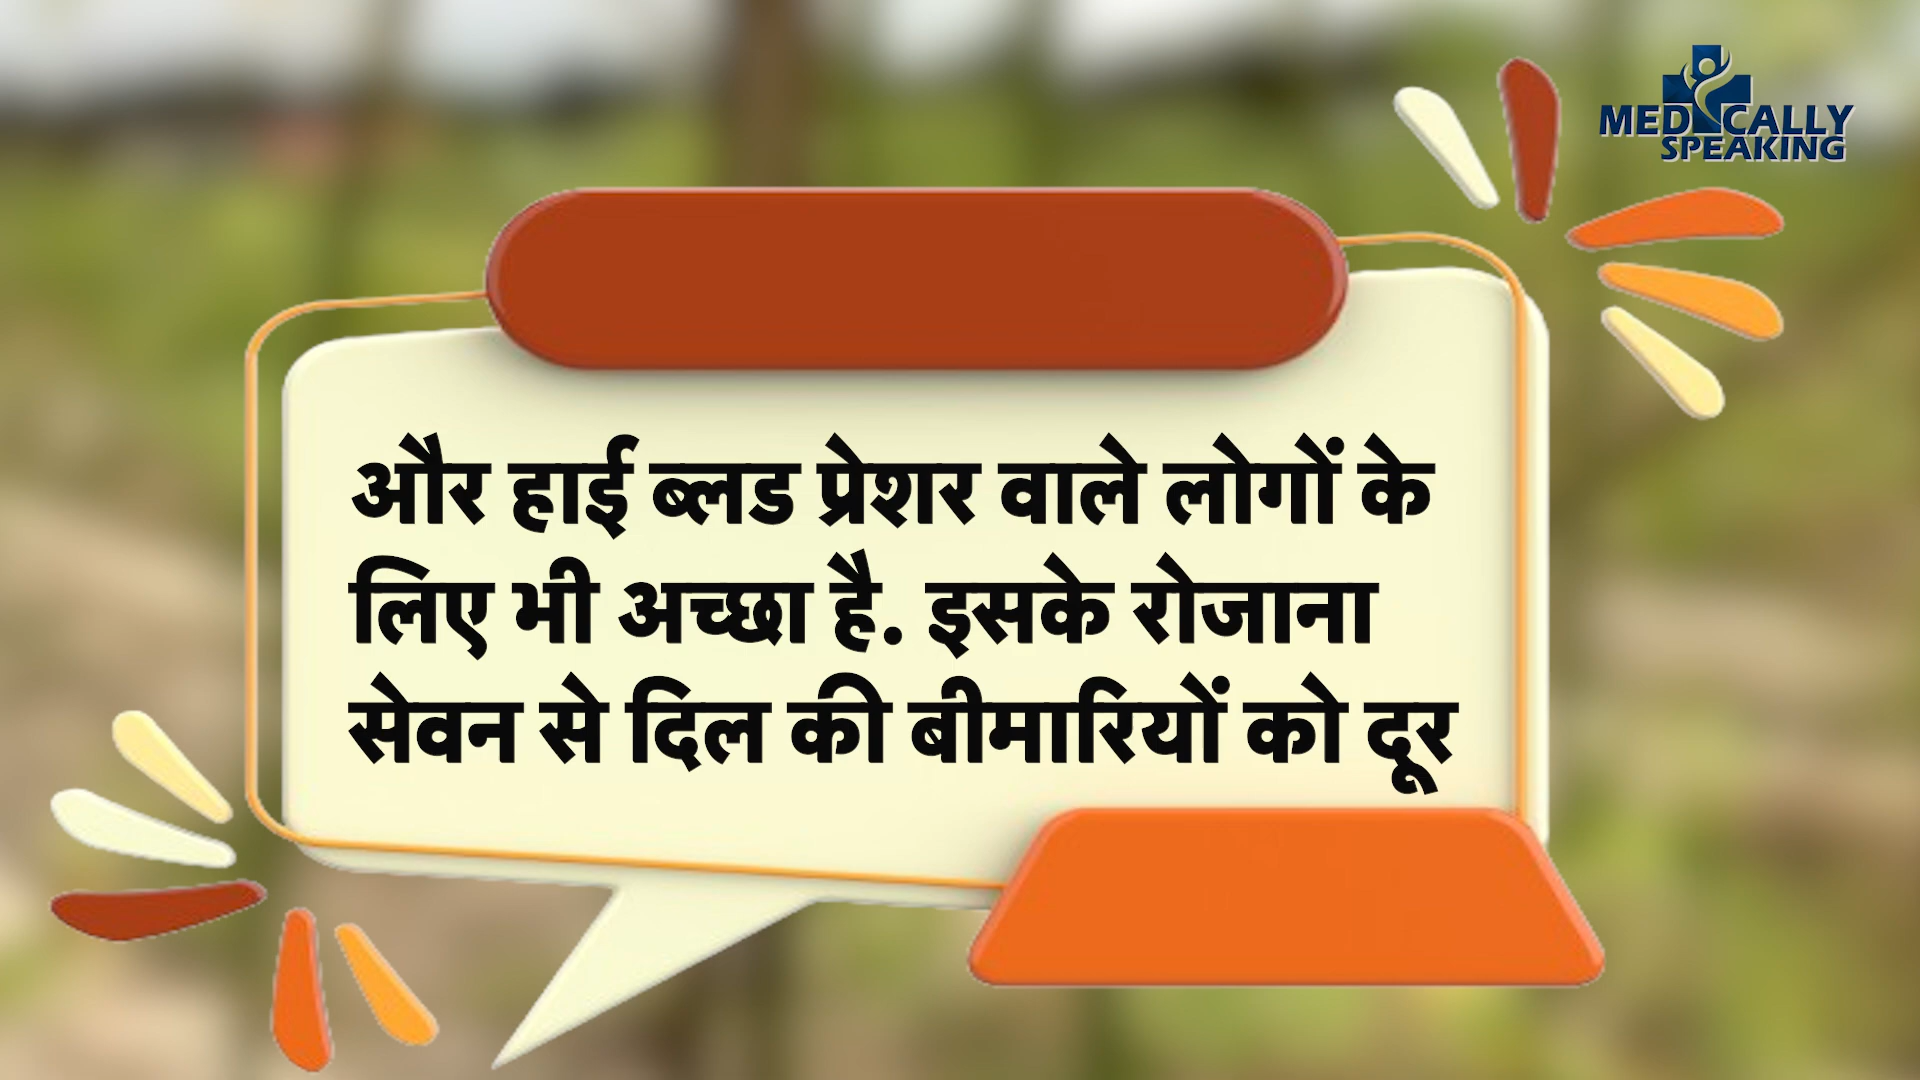 MEDICALLY
SPEAKING
और हाई ब्लड प्रेशर वाले लोगों के
लिए भी अच्छा है. इसके रोजाना
सेवन से दिल की बीमारियों को दूर